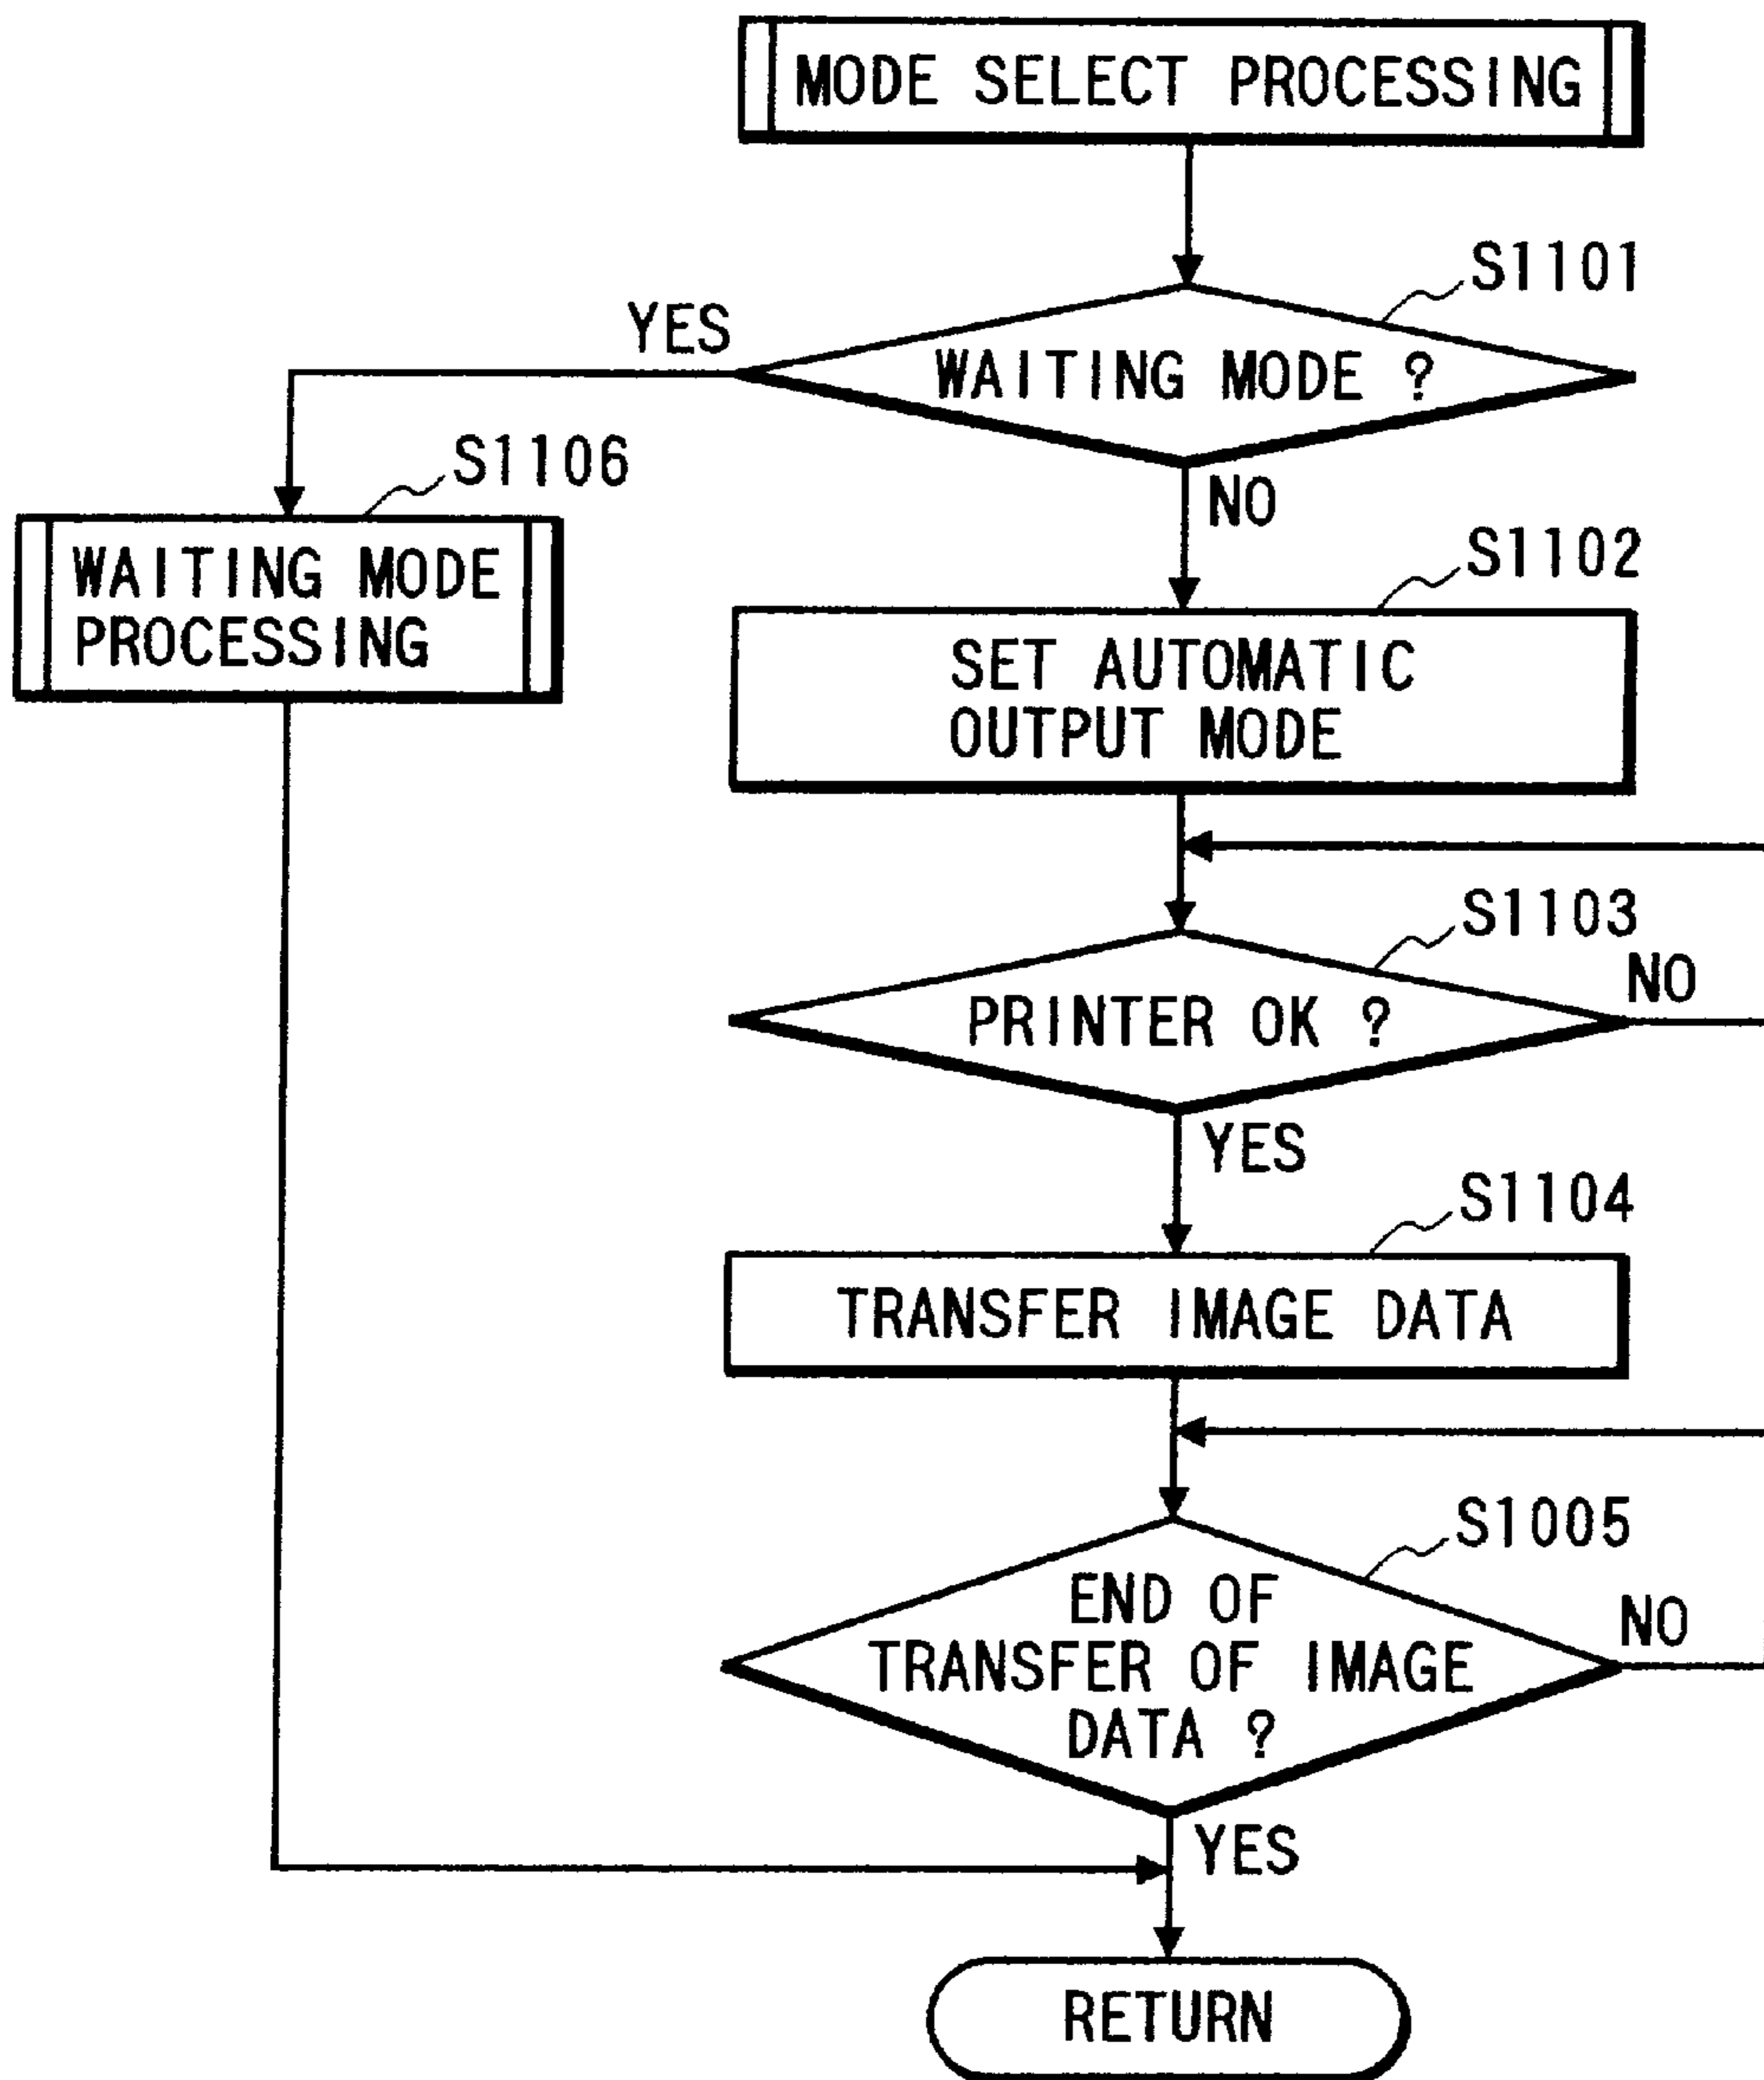 MODE SELECT PROCESSING
S1101
YES
WAITING MODE ?
S1106
NO
WAITING MODE
PROCESSING
S1102
SET AUTOMATIC
OUTPUT MODE
S1103
NO
PRINTER OK ?
YES
S1104
TRANSFER IMAGE DATA
S1005
END OF
TRANSFER OF IMAGE
DATA ?
NO
YES
RETURN